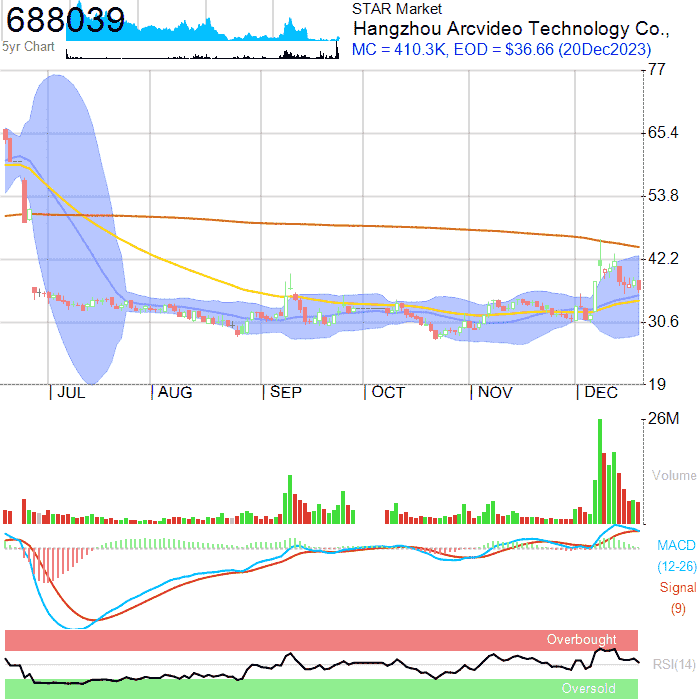 688039
STAR Market
Hangzhou Arcvideo Technology Co.,
5yr Chart
MC = 410.3K, EOD = $36.66 (20Dec2023)
77
65.4
53.8
42.2
30.6
19
JUL AUG SEP OCT NOV DEC
26M
Volume
MACD
(12-26)
Signal
(9)
Overbought
RSI(14)
Oversold